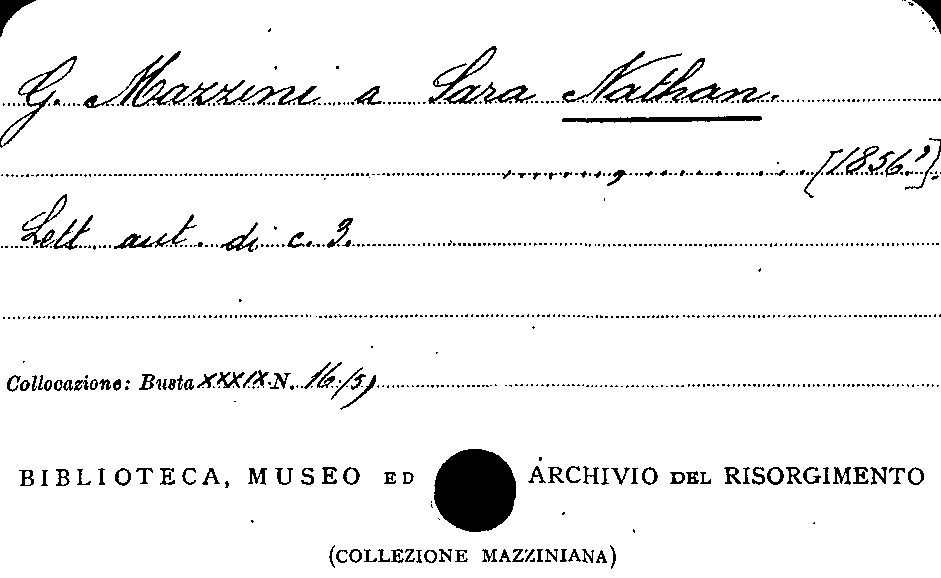 G. Mazzini a Sara Nathan.
........, ........ [1856?].
Lett. aut. di c. 3.
Collocazione: Busta XXXIX N. 16/5)
BIBLIOTECA, MUSEO ED ARCHIVIO DEL RISORGIMENTO
(COLLEZIONE MAZZINIANA)